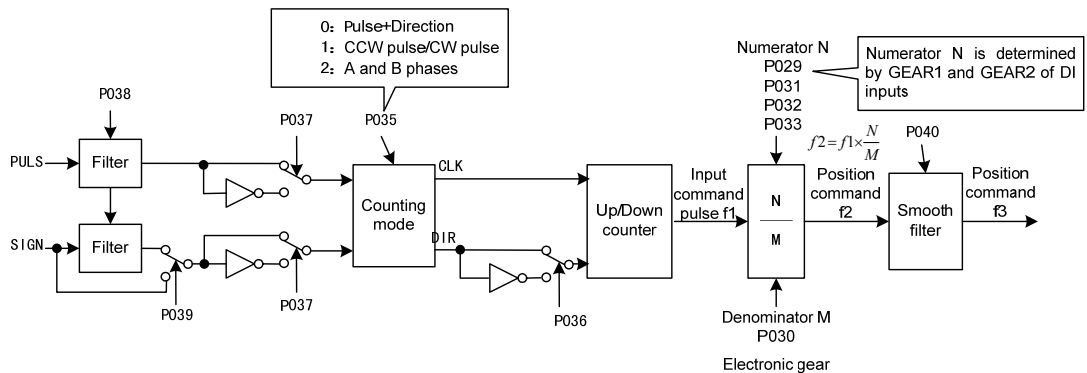 0: Pulse+Direction
1: CCW pulse/CW pulse
2: A and B phases
Numerator N
P029
P031
P032
P033
Numerator N is determined
by GEAR1 and GEAR2 of DI
inputs
P038
P037
P035
f2=f1×N/M
P040
PULS
Filter
CLK
Counting
mode
Up/Down
counter
Input
command
pulse f1
N
M
Position
command
f2
Smooth
filter
Position
command
f3
SIGN
Filter
DIR
P039
P037
P036
Denominator M
P030
Electronic gear